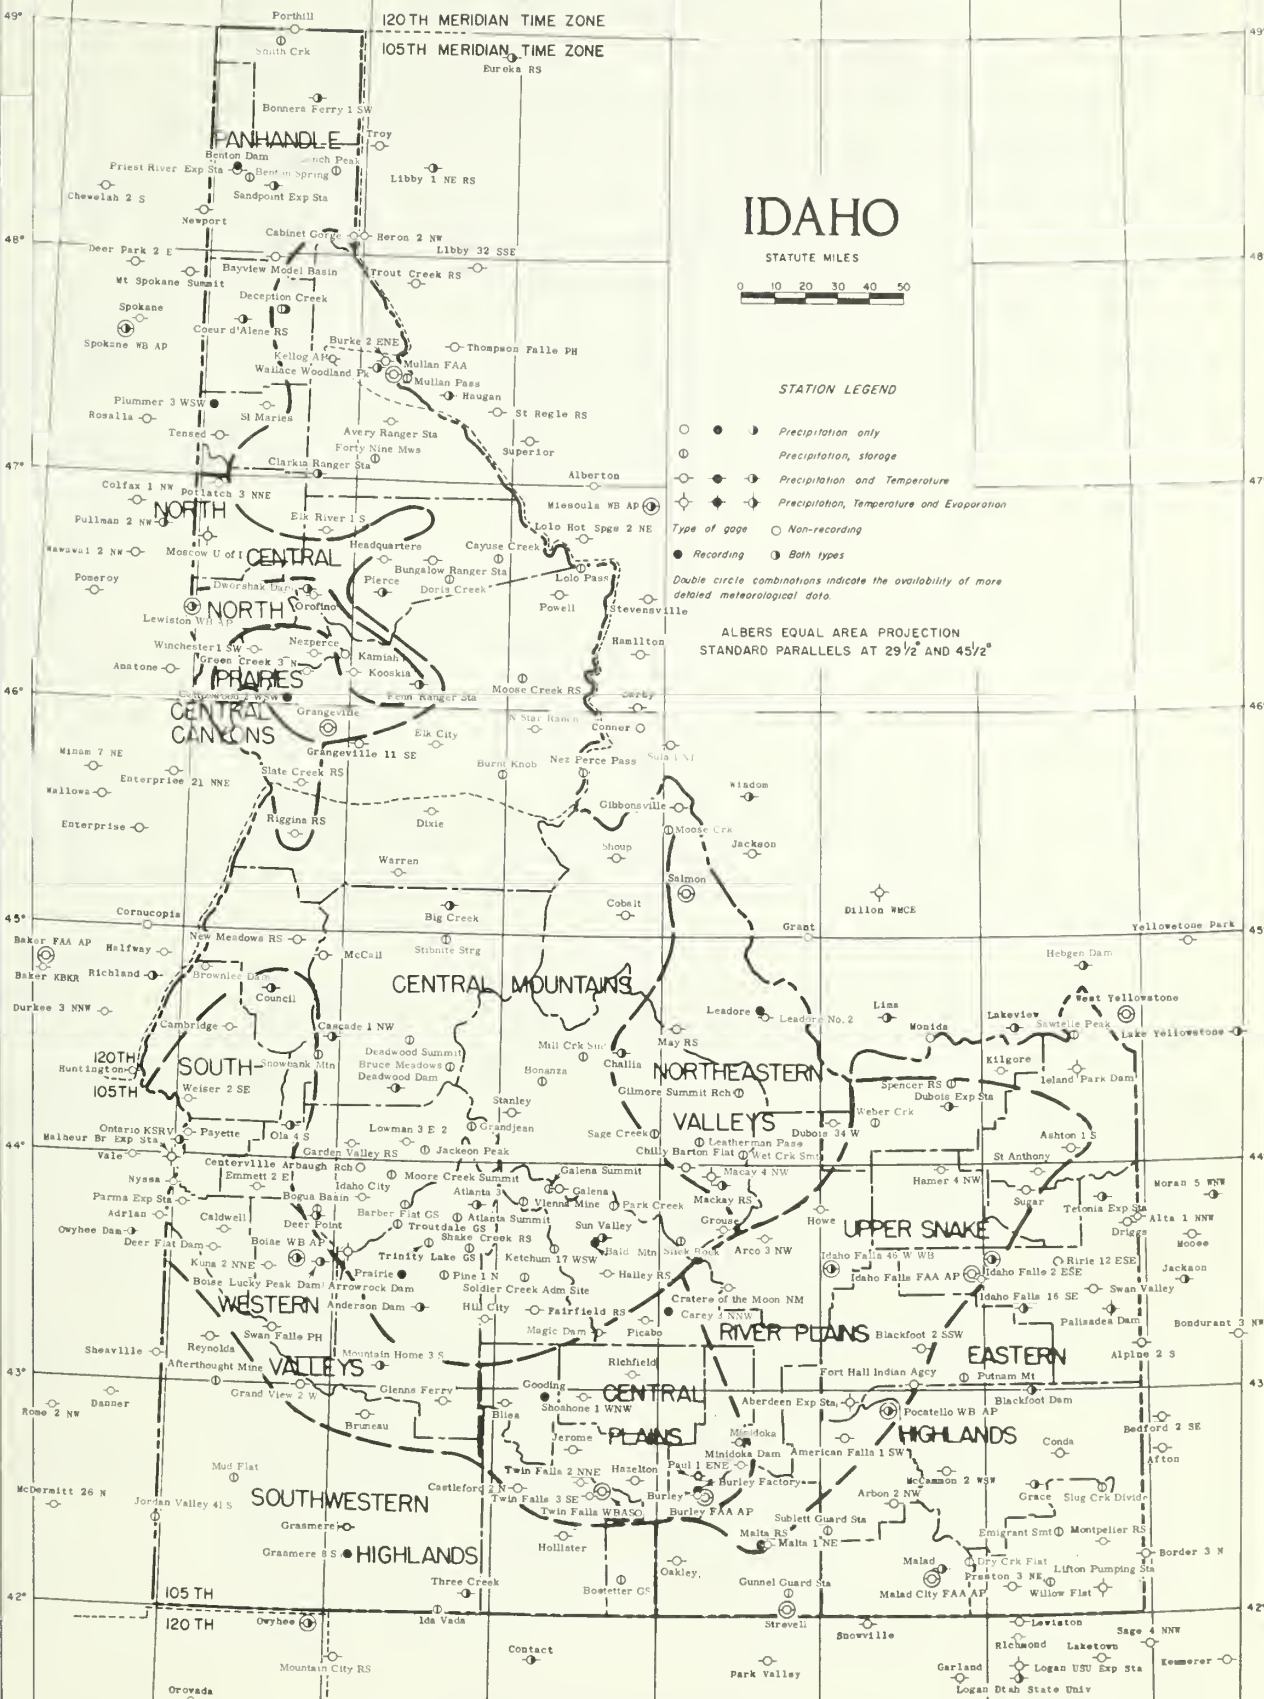 49°
Porthill
120TH MERIDIAN TIME ZONE
105TH MERIDIAN TIME ZONE
49°
Smith Crk
Eureka RS
Bonners Ferry 1 SW
PANHANDLE
Troy
Benton Dam
Priest River Exp Sta
Benton Spring
Libby 1 NE RS
Chewelah 2 S
Sandpoint Exp Sta
Newport
IDAHO
STATUTE MILES
0 10 20 30 40 50
48°
Cabinet Gorge
Heron 2 NW
48°
Deer Park 2 E
Libby 32 SSE
Bayview Model Basin
Trout Creek RS
Mt Spokane Summit
Deception Creek
Spokane
Coeur d'Alene RS
Spokane WB AP
Burke 2 ENE
Thompson Falls PH
Kellog AP
Mullan FAA
Wallace Woodland Pk
Mullan Pass
Haugan
Plummer 3 WSW
St Regis RS
Rosalia
St Maries
Tensed
Avery Ranger Sta
Superior
Forty Nine Mws
STATION LEGEND
Precipitation only
Precipitation, storage
Precipitation and Temperature
Precipitation, Temperature and Evaporation
Type of gage
Non-recording
Recording
Both types
Double circle combinations indicate the availability of more
detailed meteorological data.
ALBERS EQUAL AREA PROJECTION
STANDARD PARALLELS AT 29½° AND 45½°
47°
Clarkia Ranger Sta
Alberton
47°
Colfax 1 NW
Potlatch 3 NNE
Missoula WB AP
NORTH
Pullman 2 NW
Elk River 1 S
Lolo Hot Spgs 2 NE
Wawawai 2 NW
Moscow U of I
CENTRAL
Headquarters
Cayuse Creek
Bungalow Ranger Sta
Pomeroy
Dworshak Dam
Pierce
Doris Creek
Lolo Pass
Powell
Stevensville
NORTH
Orofino
Lewiston WB AP
Winchester 1 SW
Nezperce
Hamilton
Green Creek 3 N
Kamiah
Anatone
PRAIRIES
Kooskia
Moose Creek RS
46°
Cottonwood 2 WSW
Fenn Ranger Sta
Darby
46°
CENTRAL
CANYONS
Grangeville
N Star Ranch
Conner
Elk City
Minam 7 NE
Grangeville 11 SE
Nez Perce Pass
Enterprise 21 NNE
Slate Creek RS
Burnt Knob
Wisdom
Wallowa
Gibbonsville
Enterprise
Riggins RS
Dixie
Moose Crk
Jackson
Shoup
Warren
Salmon
Dillon WMCE
45°
Cornucopia
Big Creek
Cobalt
Grant
Yellowstone Park
45°
Baker FAA AP
Halfway
New Meadows RS
Stibnite Strg
McCall
Hebgen Dam
Baker KBKR
Richland
Brownlee Dam
CENTRAL MOUNTAINS
Council
Durkee 3 NNW
Leadore
Leadore No. 2
Lima
Lakeview
West Yellowstone
Cambridge
Cascade 1 NW
Monida
Sawtelle Peak
Lake Yellowstone
120TH
Huntington
105TH
SOUTH-
Snowbank Mtn
Deadwood Summit
Bruce Meadows
Deadwood Dam
Mill Crk Sum
May RS
Challis
Bonanza
NORTHEASTERN
Kilgore
Island Park Dam
Weiser 2 SE
Gilmore Summit Rch
Spencer RS
Dubois Exp Sta
Stanley
Weber Crk
Ontario KSRV
Payette
Ola 4 S
Lowman 3 E 2
Grandjean
Sage Creek
VALLEYS
Dubois 34 W
Malheur Br Exp Sta
Leatherman Pass
Ashton 1 S
44°
Vale
Garden Valley RS
Jackson Peak
Chilly Barton Flat
Wet Crk Smt
St Anthony
44°
Centerville Arbaugh Rch
Galena Summit
Mackay 4 NW
Hamer 4 NW
Nyssa
Emmett 2 E
Idaho City
Moore Creek Summit
Galena
Moran 5 WNW
Parma Exp Sta
Bogus Basin
Atlanta 3
Vienna Mine
Park Creek
Mackay RS
Sugar
Tetonia Exp Sta
Adrian
Caldwell
Barber Flat GS
Atlanta Summit
Sun Valley
Howe
Alta 1 NNW
Driggs
Owyhee Dam
Deer Point
Troutdale GS
Grouse
UPPER SNAKE
Moose
Deer Flat Dam
Boise WB AP
Shake Creek RS
Bald Mtn
Arco 3 NW
Idaho Falls 46 W WB
Ririe 12 ESE
Kuna 2 NNE
Trinity Lake GS
Ketchum 17 WSW
Idaho Falls FAA AP
Idaho Falls 2 ESE
Jackson
Prairie
Pine 1 N
Hailey RS
Swan Valley
Boise Lucky Peak Dam
Arrowrock Dam
Soldier Creek Adm Site
Craters of the Moon NM
Idaho Falls 16 SE
WESTERN
Anderson Dam
Hill City
Fairfield RS
Carey 3 NNW
Palisades Dam
Swan Falls PH
Magic Dam
Picabo
RIVER PLAINS
Blackfoot 2 SSW
Bondurant 3 NW
Reynolds
Sheaville
Mountain Home 3 S
EASTERN
Alpine 2 S
43°
Afterthought Mine
VALLEYS
Richfield
Fort Hall Indian Agcy
Putnam Mt
43°
Danner
Grand View 2 W
Glenns Ferry
Gooding
CENTRAL
Aberdeen Exp Sta
Blackfoot Dam
Rome 2 NW
Bruneau
Bliss
Shoshone 1 WNW
Pocatello WB AP
Bedford 2 SE
Jerome
PLAINS
Minidoka
HIGHLANDS
Afton
Minidoka Dam
American Falls 1 SW
Conda
Mud Flat
Twin Falls 2 NNE
Hazelton
Paul 1 ENE
McCammon 2 WSW
McDermitt 26 N
Castleford 2 N
Burley Factory
Grace
Slug Crk Divide
Jordan Valley 41 S
SOUTHWESTERN
Twin Falls 3 SE
Burley
Arbon 2 NW
Twin Falls WBASO
Burley FAA AP
Sublett Guard Sta
Grasmere
Malta RS
Emigrant Smt
Montpelier RS
Hollister
Malta 1 NE
Grasmere 8 S
HIGHLANDS
Dry Crk Flat
Border 3 N
Malad
Oakley
Preston 3 NE
Lifton Pumping Sta
42°
105 TH
Three Creek
Bostetter GS
Gunnel Guard Sta
Malad City FAA AP
Willow Flat
42°
120 TH
Owyhee
Ida Vada
Strevell
Snowville
Lewiston
Sage 4 NNW
Contact
Richmond
Laketown
Mountain City RS
Park Valley
Garland
Logan USU Exp Sta
Kemmerer
Orovada
Logan Utah State Univ